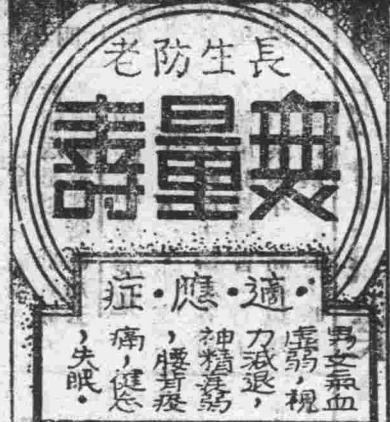 長生防老
無量壽
・適・應・症
男女氣血
虛弱，視
力減退，
神精衰弱
，腰背痠
痛，健忘
，失眠．